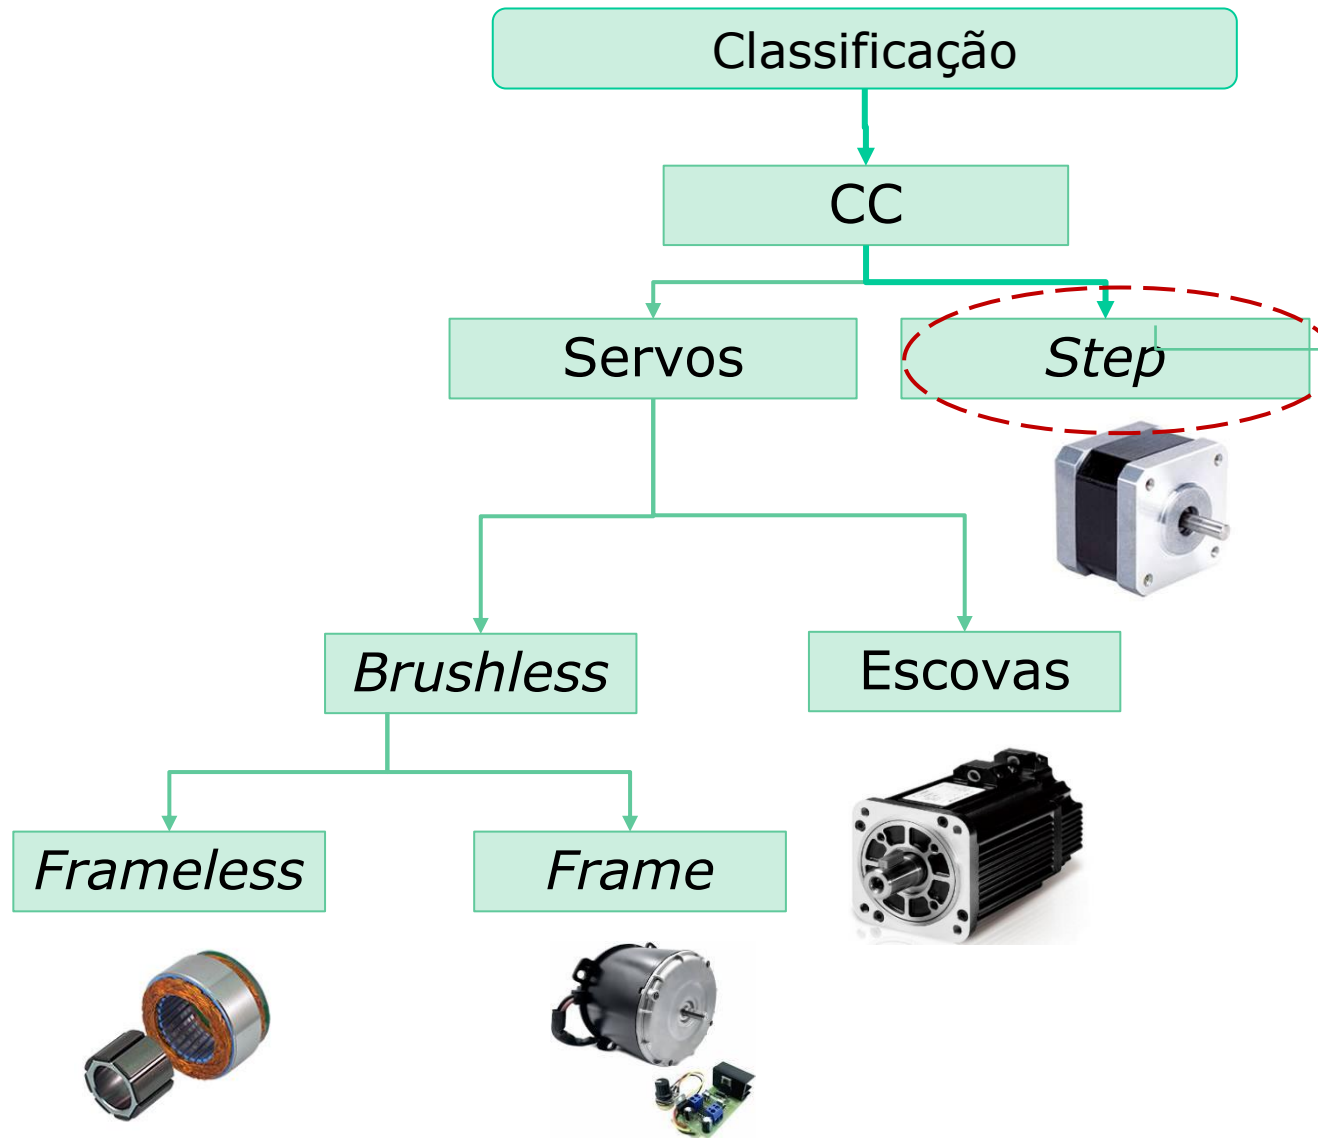 Classificação
CC
Servos
Step
Brushless
Escovas
Frameless
Frame